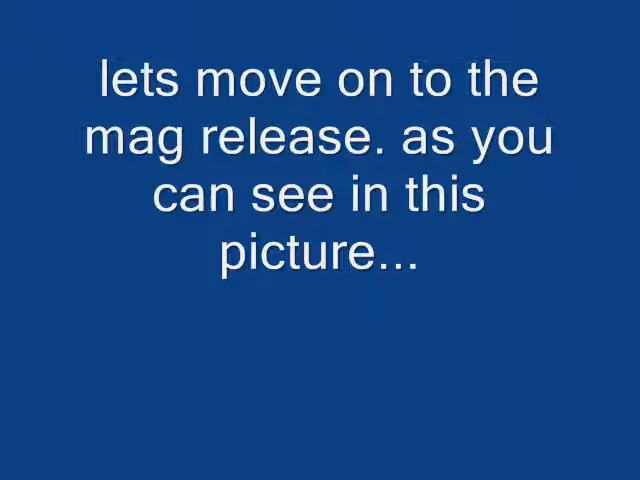 lets move on to the
mag release. as you
can see in this
picture...